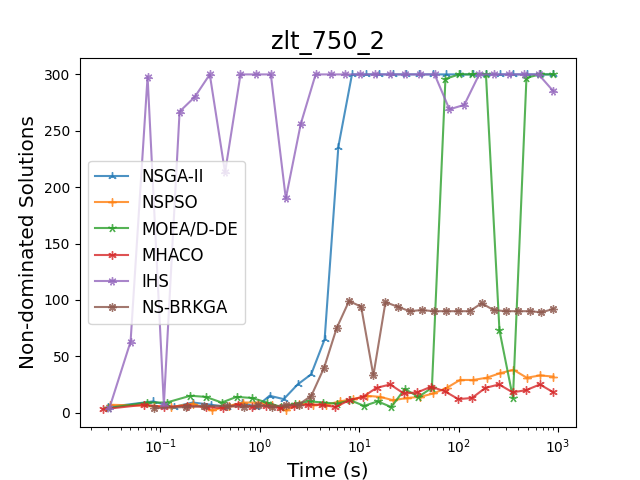 zlt_750_2
Non-dominated Solutions
300
250
200
150
100
50
0
NSGA-II
NSPSO
MOEA/D-DE
MHACO
IHS
NS-BRKGA
10⁻¹ 10⁰ 10¹ 10² 10³
Time (s)